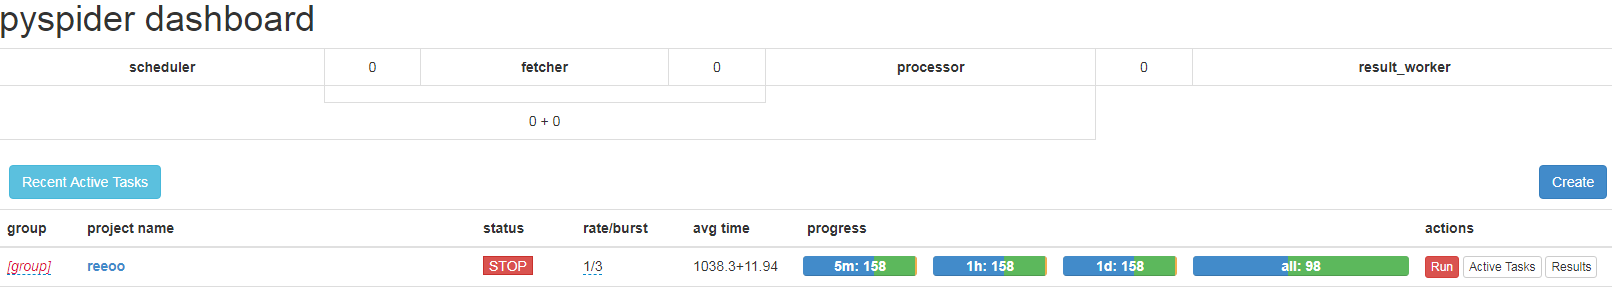 pyspider dashboard
scheduler 0 fetcher 0 processor 0 result_worker
0 + 0
Recent Active Tasks Create
group project name status rate/burst avg time progress actions
[group] reeoo STOP 1/3 1038.3+11.94 5m: 158 1h: 158 1d: 158 all: 98 Run Active Tasks Results